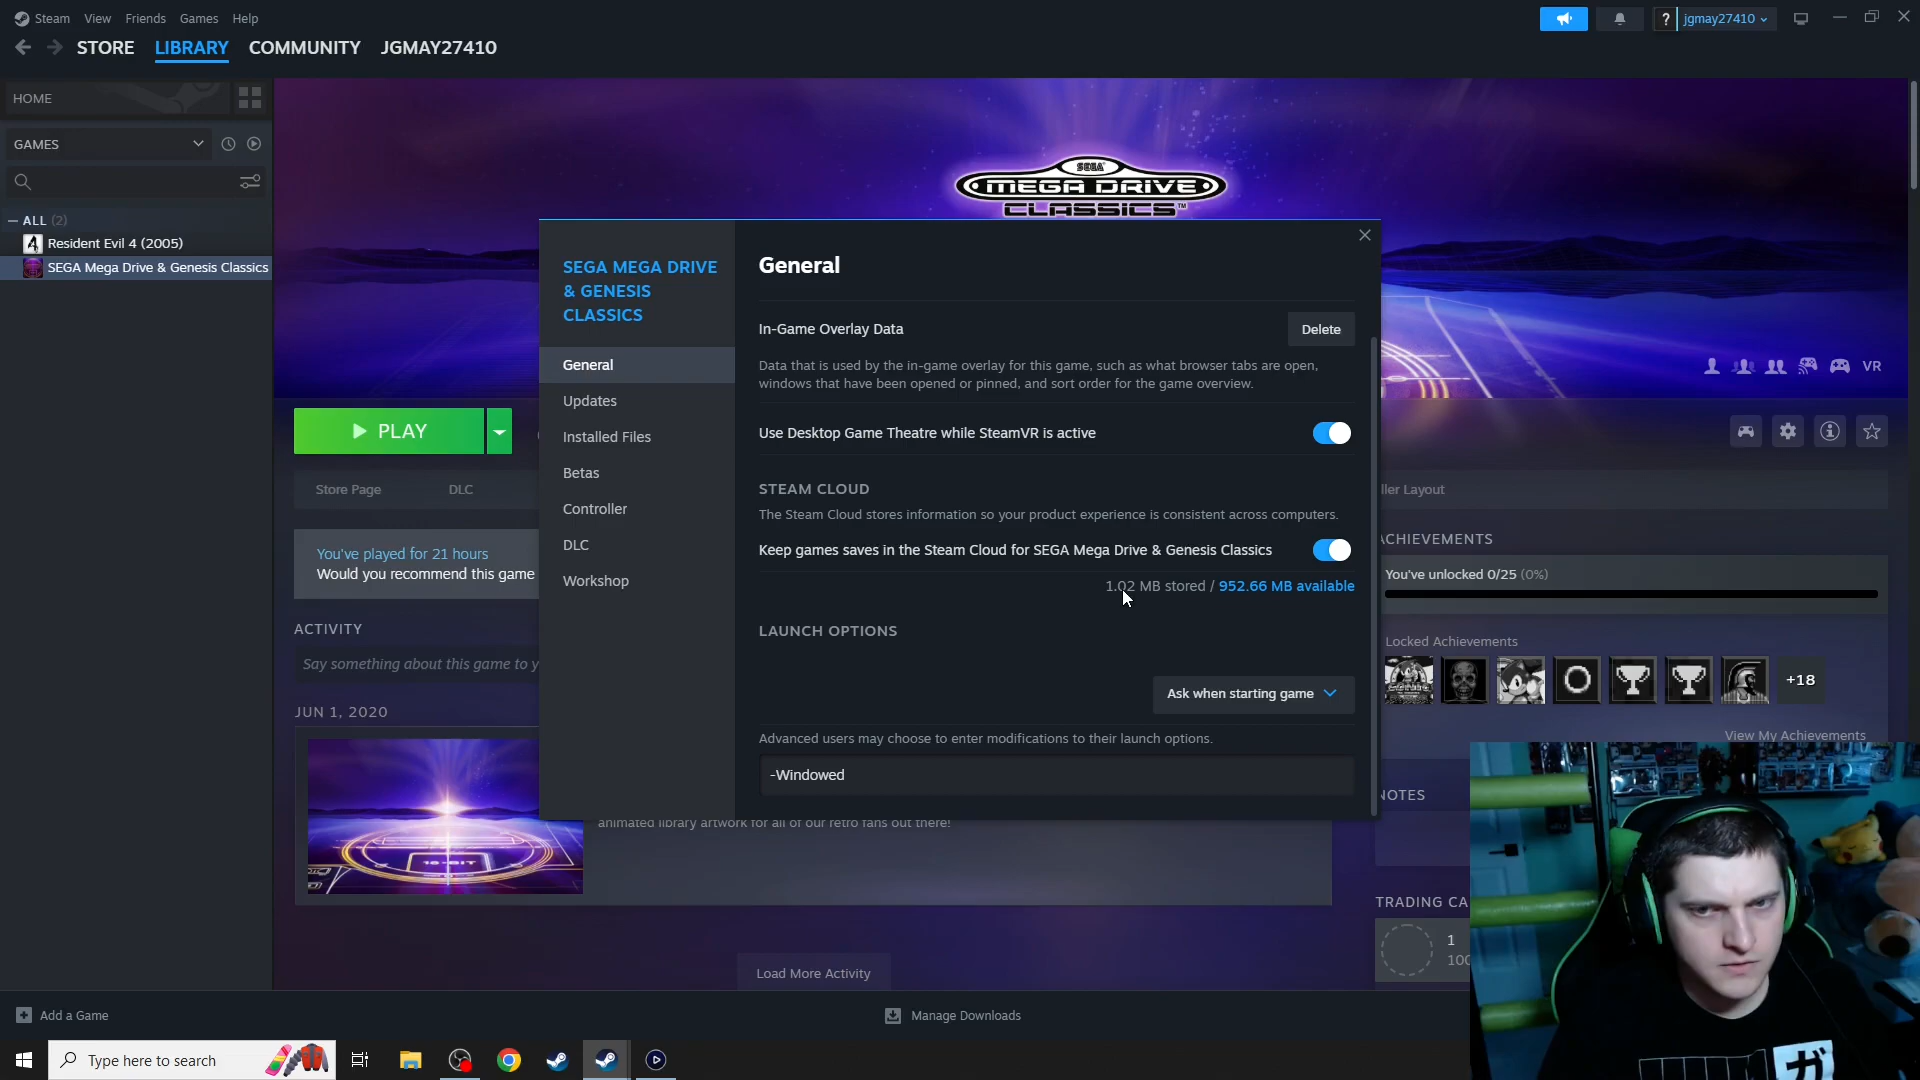 Steam View Friends Games Help
? jgmay27410
STORE LIBRARY COMMUNITY JGMAY27410
HOME
GAMES
ALL (2)
Resident Evil 4 (2005)
SEGA Mega Drive & Genesis Classics
SEGA
MEGA DRIVE
CLASSICS™
VR
PLAY
Store Page DLC
ller Layout
You've played for 21 hours
Would you recommend this game
ACTIVITY
Say something about this game to y
JUN 1, 2020
16-BIT
animated library artwork for all of our retro fans out there!
Load More Activity
SEGA MEGA DRIVE
& GENESIS
CLASSICS
General
Updates
Installed Files
Betas
Controller
DLC
Workshop
General
In-Game Overlay Data Delete
Data that is used by the in-game overlay for this game, such as what browser tabs are open,
windows that have been opened or pinned, and sort order for the game overview.
Use Desktop Game Theatre while SteamVR is active
STEAM CLOUD
The Steam Cloud stores information so your product experience is consistent across computers.
Keep games saves in the Steam Cloud for SEGA Mega Drive & Genesis Classics
1.02 MB stored / 952.66 MB available
LAUNCH OPTIONS
Ask when starting game
Advanced users may choose to enter modifications to their launch options.
-Windowed
ACHIEVEMENTS
You've unlocked 0/25 (0%)
Locked Achievements
+18
View My Achievements
NOTES
TRADING CA
1
100
Add a Game
Manage Downloads
Type here to search
ガ